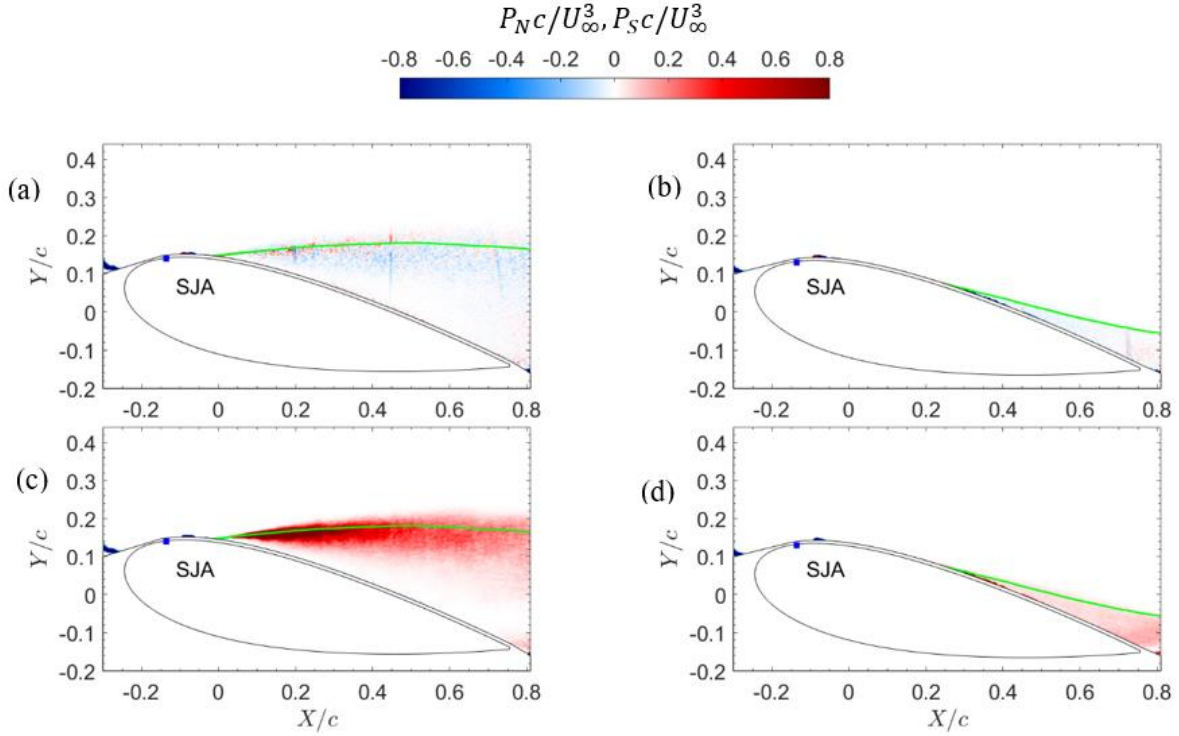 P_N c/U_∞^3, P_S c/U_∞^3
-0.8 -0.6 -0.4 -0.2 0 0.2 0.4 0.6 0.8
(a)
Y/c
0.4
0.3
0.2
0.1
0
-0.1
-0.2
SJA
-0.2 0 0.2 0.4 0.6 0.8
(b)
Y/c
0.4
0.3
0.2
0.1
0
-0.1
-0.2
SJA
-0.2 0 0.2 0.4 0.6 0.8
(c)
Y/c
0.4
0.3
0.2
0.1
0
-0.1
-0.2
SJA
-0.2 0 0.2 0.4 0.6 0.8
X/c
(d)
Y/c
0.4
0.3
0.2
0.1
0
-0.1
-0.2
SJA
-0.2 0 0.2 0.4 0.6 0.8
X/c